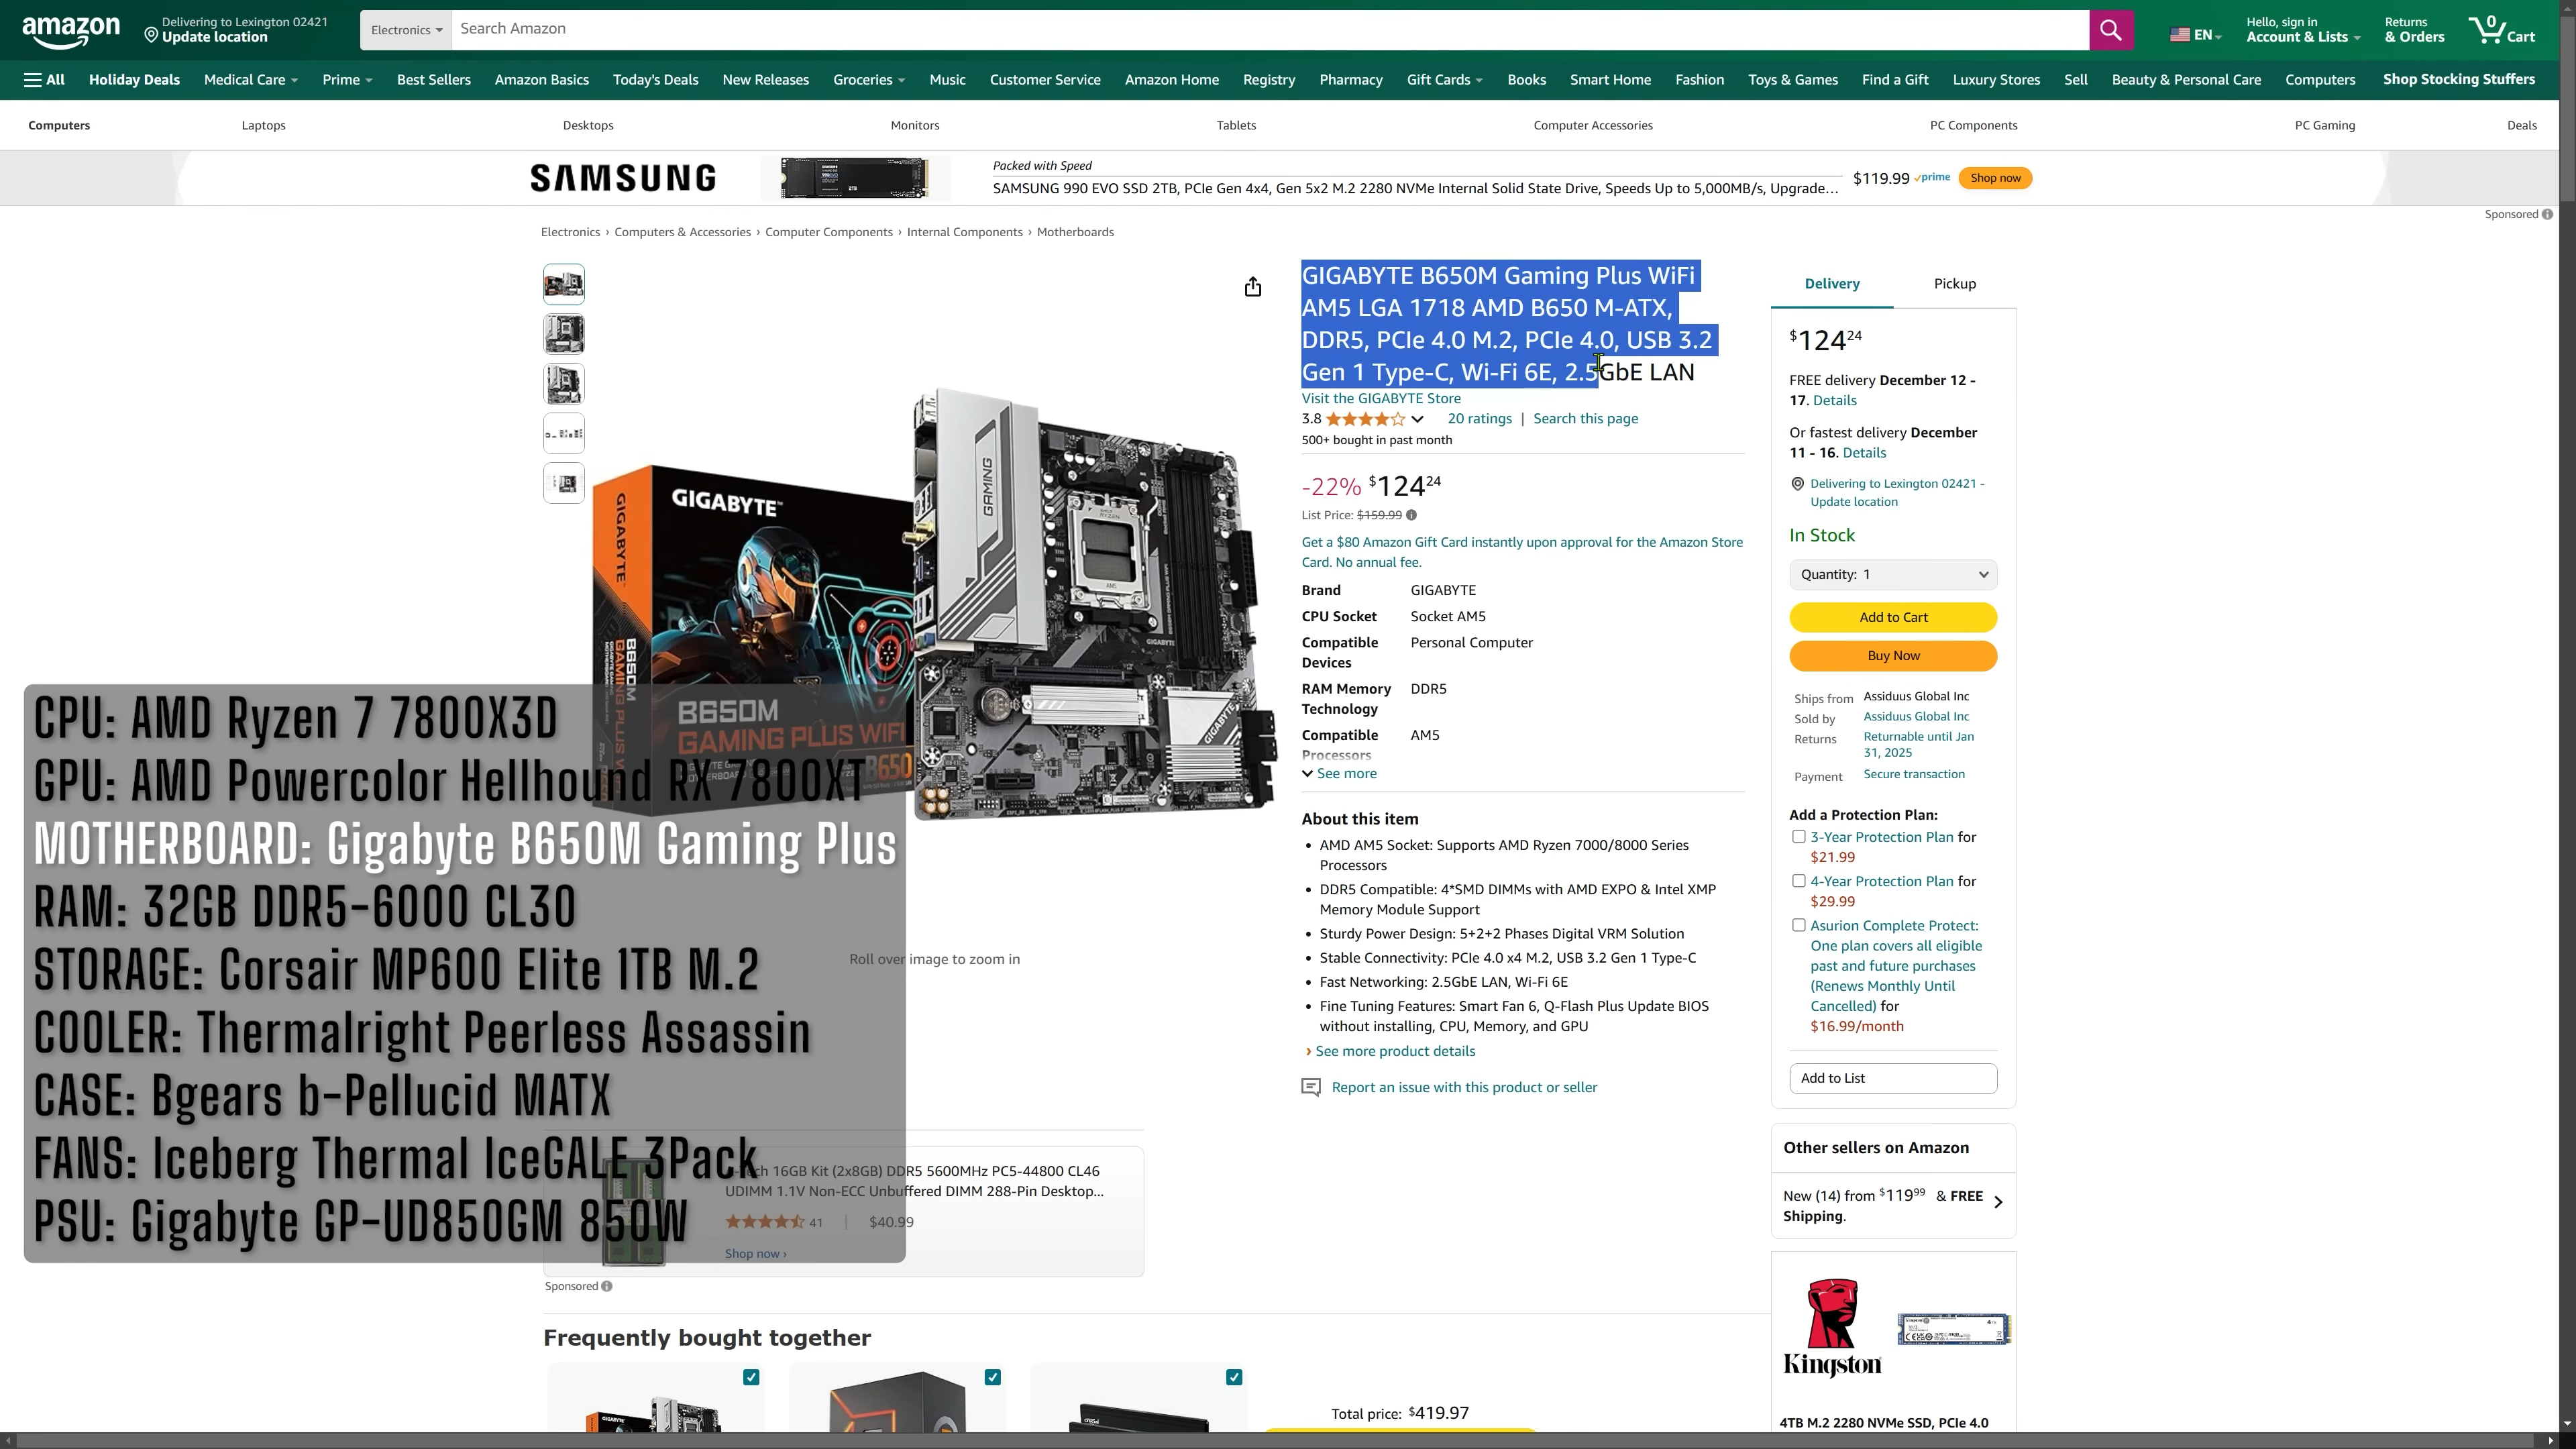 amazon
Delivering to Lexington 02421
Update location
Electronics
Search Amazon
EN
Hello, sign in
Account & Lists
Returns
& Orders
0
Cart
All
Holiday Deals
Medical Care
Prime
Best Sellers
Amazon Basics
Today's Deals
New Releases
Groceries
Music
Customer Service
Amazon Home
Registry
Pharmacy
Gift Cards
Books
Smart Home
Fashion
Toys & Games
Find a Gift
Luxury Stores
Sell
Beauty & Personal Care
Computers
Shop Stocking Stuffers
Computers
Laptops
Desktops
Monitors
Tablets
Computer Accessories
PC Components
PC Gaming
Deals
SAMSUNG
Packed with Speed
SAMSUNG 990 EVO SSD 2TB, PCIe Gen 4x4, Gen 5x2 M.2 2280 NVMe Internal Solid State Drive, Speeds Up to 5,000MB/s, Upgrade...
$119.99 prime
Shop now
Sponsored
Electronics › Computers & Accessories › Computer Components › Internal Components › Motherboards
GIGABYTE B650M Gaming Plus WiFi
AM5 LGA 1718 AMD B650 M-ATX,
DDR5, PCIe 4.0 M.2, PCIe 4.0, USB 3.2
Gen 1 Type-C, Wi-Fi 6E, 2.5GbE LAN
Visit the GIGABYTE Store
3.8
20 ratings | Search this page
500+ bought in past month
-22% $124 24
List Price: $159.99
Get a $80 Amazon Gift Card instantly upon approval for the Amazon Store
Card. No annual fee.
Brand GIGABYTE
CPU Socket Socket AM5
Compatible Personal Computer
Devices
RAM Memory DDR5
Technology
Compatible AM5
Processors
See more
About this item
• AMD AM5 Socket: Supports AMD Ryzen 7000/8000 Series
Processors
• DDR5 Compatible: 4*SMD DIMMs with AMD EXPO & Intel XMP
Memory Module Support
• Sturdy Power Design: 5+2+2 Phases Digital VRM Solution
• Stable Connectivity: PCIe 4.0 x4 M.2, USB 3.2 Gen 1 Type-C
• Fast Networking: 2.5GbE LAN, Wi-Fi 6E
• Fine Tuning Features: Smart Fan 6, Q-Flash Plus Update BIOS
without installing, CPU, Memory, and GPU
› See more product details
Report an issue with this product or seller
Delivery
Pickup
$124 24
FREE delivery December 12 -
17. Details
Or fastest delivery December
11 - 16. Details
Delivering to Lexington 02421 -
Update location
In Stock
Quantity: 1
Add to Cart
Buy Now
Ships from Assiduus Global Inc
Sold by Assiduus Global Inc
Returns Returnable until Jan
31, 2025
Payment Secure transaction
Add a Protection Plan:
3-Year Protection Plan for
$21.99
4-Year Protection Plan for
$29.99
Asurion Complete Protect:
One plan covers all eligible
past and future purchases
(Renews Monthly Until
Cancelled) for
$16.99/month
Add to List
Other sellers on Amazon
New (14) from $119 99 & FREE
Shipping.
Kingston
4TB M.2 2280 NVMe SSD, PCIe 4.0
GIGABYTE
GIGABYTE
B650M
GAMING PLUS WIFI
GAMING
AMD
RYZEN
AM5
GIGABYTE
GIGABYTE
B650M
GAMING PLUS WIFI
B650
CPU: AMD Ryzen 7 7800X3D
GPU: AMD Powercolor Hellhound RX 7800XT
MOTHERBOARD: Gigabyte B650M Gaming Plus
RAM: 32GB DDR5-6000 CL30
STORAGE: Corsair MP600 Elite 1TB M.2
COOLER: Thermalright Peerless Assassin
CASE: Bgears b-Pellucid MATX
FANS: Iceberg Thermal IceGALE 3Pack
PSU: Gigabyte GP-UD850GM 850W
Roll over image to zoom in
16GB Kit (2x8GB) DDR5 5600MHz PC5-44800 CL46
UDIMM 1.1V Non-ECC Unbuffered DIMM 288-Pin Desktop...
41 | $40.99
Shop now ›
Sponsored
Frequently bought together
GIGABYTE
Total price: $419.97